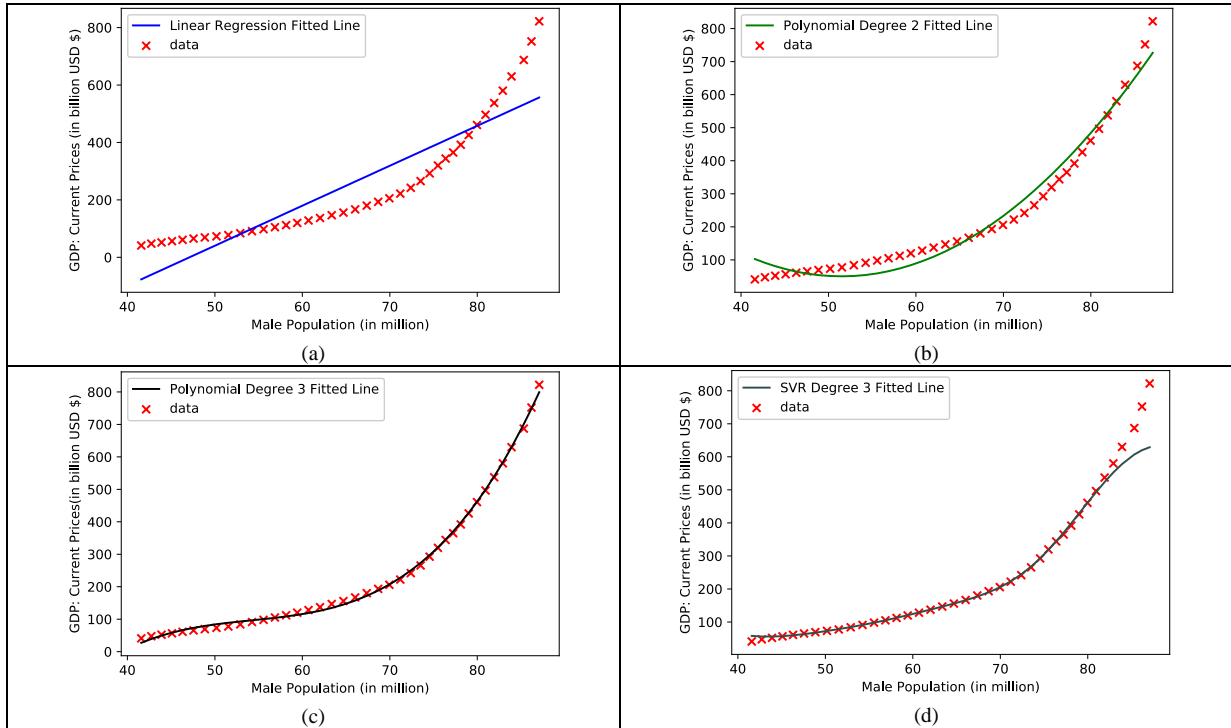 Linear Regression Fitted Line
data
800
600
400
200
0
GDP: Current Prices (in billion USD $)
40 50 60 70 80
Male Population (in million)
(a)
Polynomial Degree 2 Fitted Line
data
800
700
600
500
400
300
200
100
GDP: Current Prices (in billion USD $)
40 50 60 70 80
Male Population (in million)
(b)
Polynomial Degree 3 Fitted Line
data
800
700
600
500
400
300
200
100
0
GDP: Current Prices(in billion USD $)
40 50 60 70 80
Male Population (in million)
(c)
SVR Degree 3 Fitted Line
data
800
700
600
500
400
300
200
100
GDP: Current Prices (in billion USD $)
40 50 60 70 80
Male Population (in million)
(d)